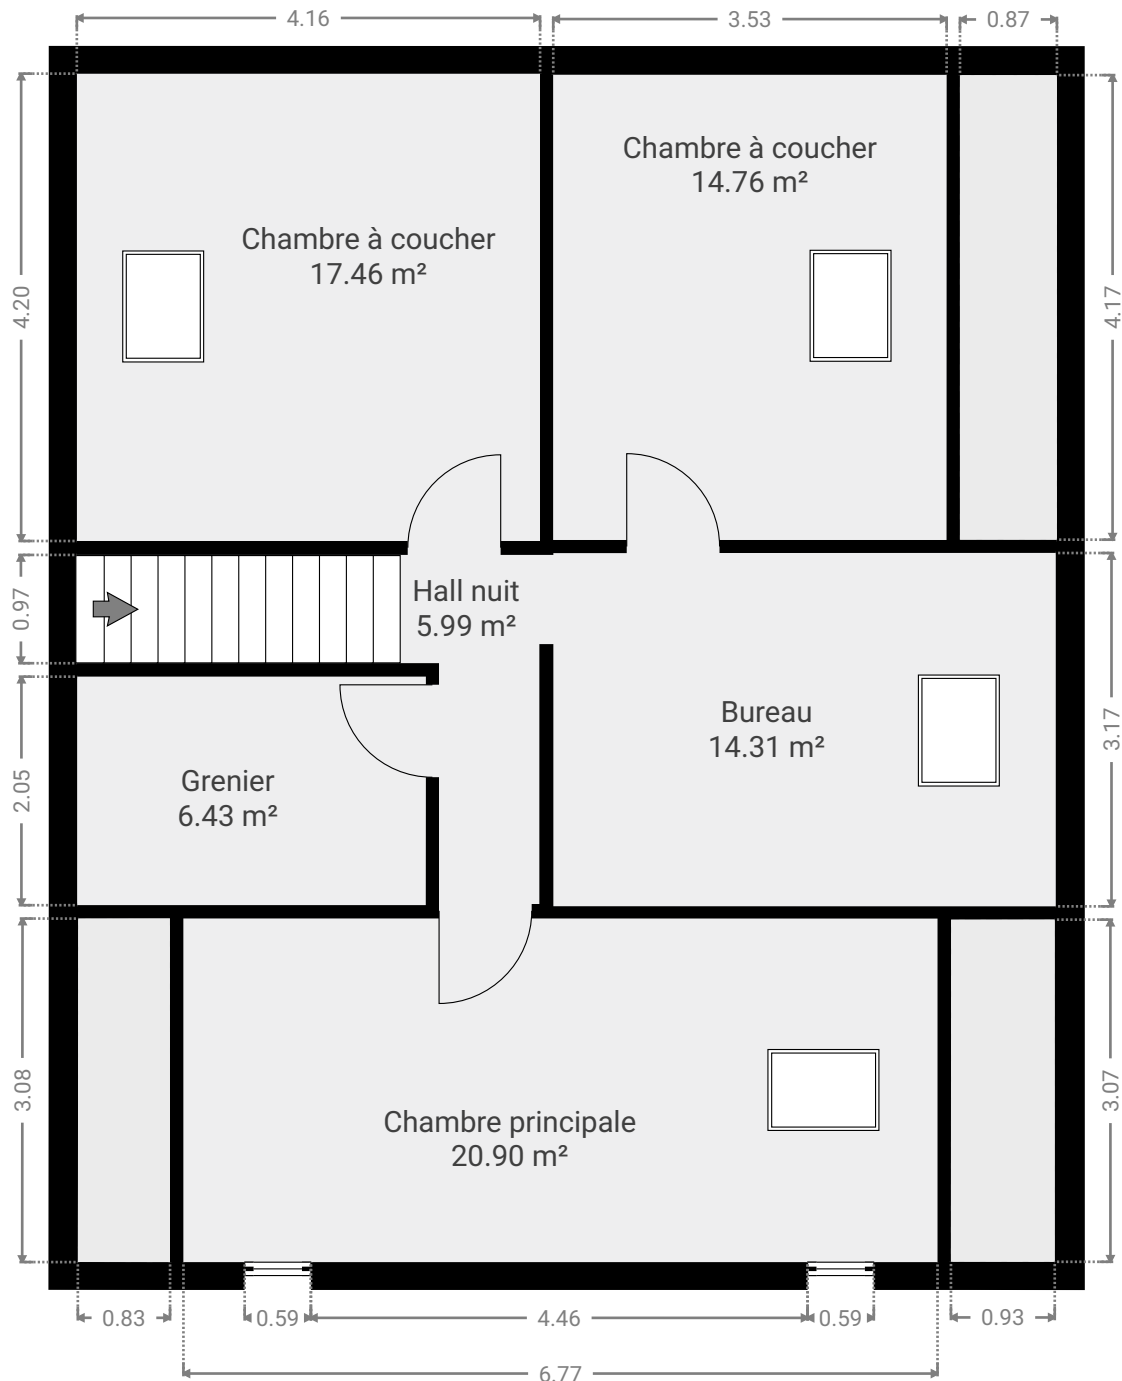 4.16
3.53
0.87
Chambre à coucher
14.76 m²
Chambre à coucher
17.46 m²
4.20
4.17
Hall nuit
5.99 m²
0.97
Bureau
14.31 m²
3.17
Grenier
6.43 m²
2.05
3.08
3.07
Chambre principale
20.90 m²
0.83
0.59
4.46
0.59
0.93
6.77